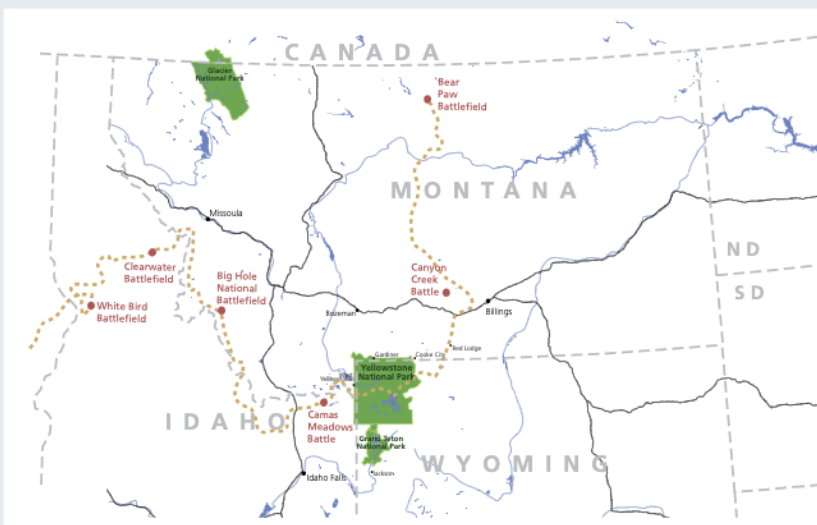 CANADA
Glacier
National Park
Bear
Paw
Battlefield
MONTANA
Missoula
Clearwater
Battlefield
Big Hole
National
Battlefield
Canyon
Creek
Battle
ND
SD
White Bird
Battlefield
Bozeman
Billings
Red Lodge
Gardiner
Cooke City
Yellowstone
National Park
IDAHO
Camas
Meadows
Battle
Grand Teton
National Park
WYOMING
Jackson
Idaho Falls